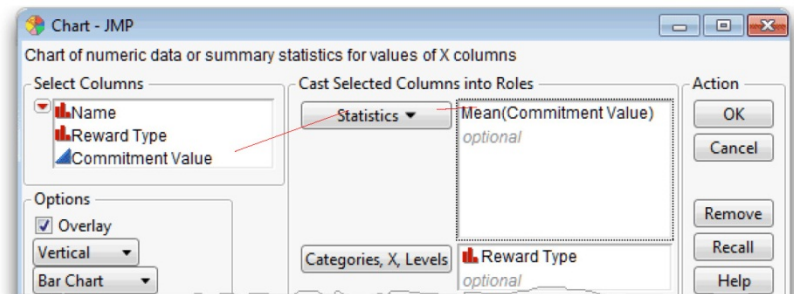 Chart - JMP
Chart of numeric data or summary statistics for values of X columns
Select Columns
Name
Reward Type
Commitment Value
Options
Overlay
Vertical
Bar Chart
Cast Selected Columns into Roles
Statistics
Mean(Commitment Value)
optional
Categories, X, Levels
Reward Type
optional
Action
OK
Cancel
Remove
Recall
Help